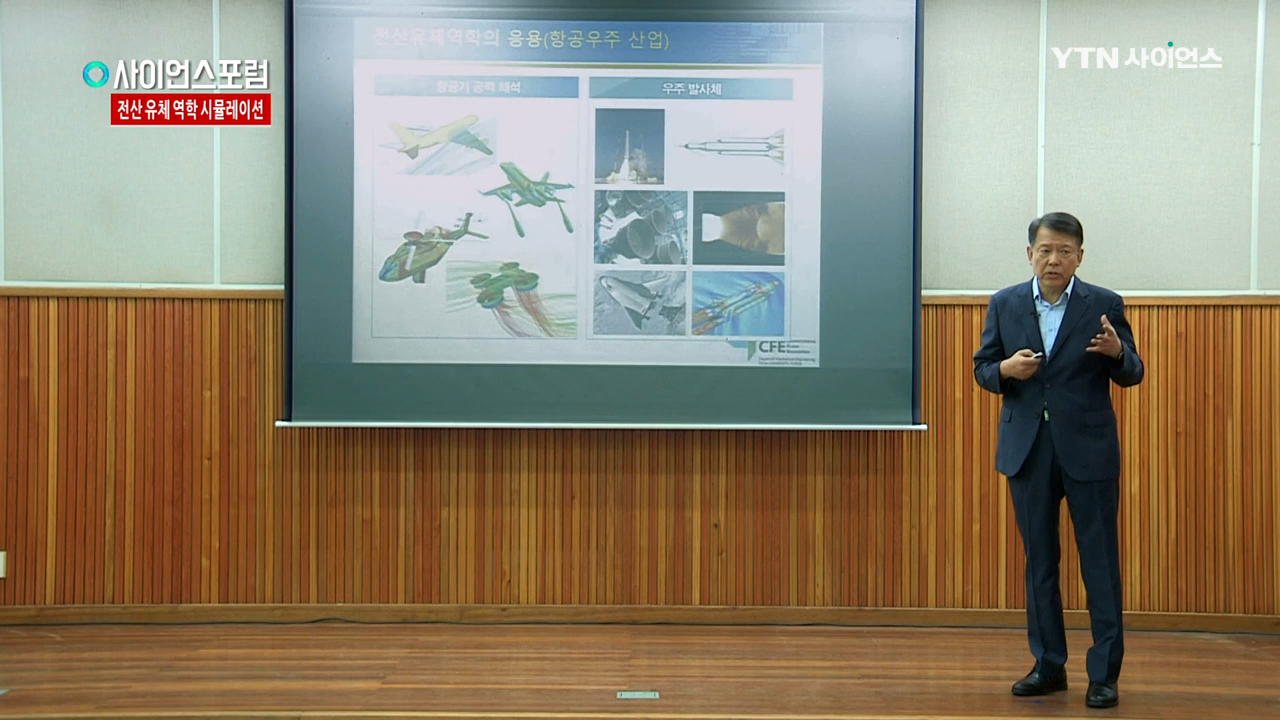 사이언스포럼
전산 유체 역학 시뮬레이션
YTN 사이언스
전산유체역학의 응용(항공우주 산업)
항공기 공력 해석
우주 발사체
CFE